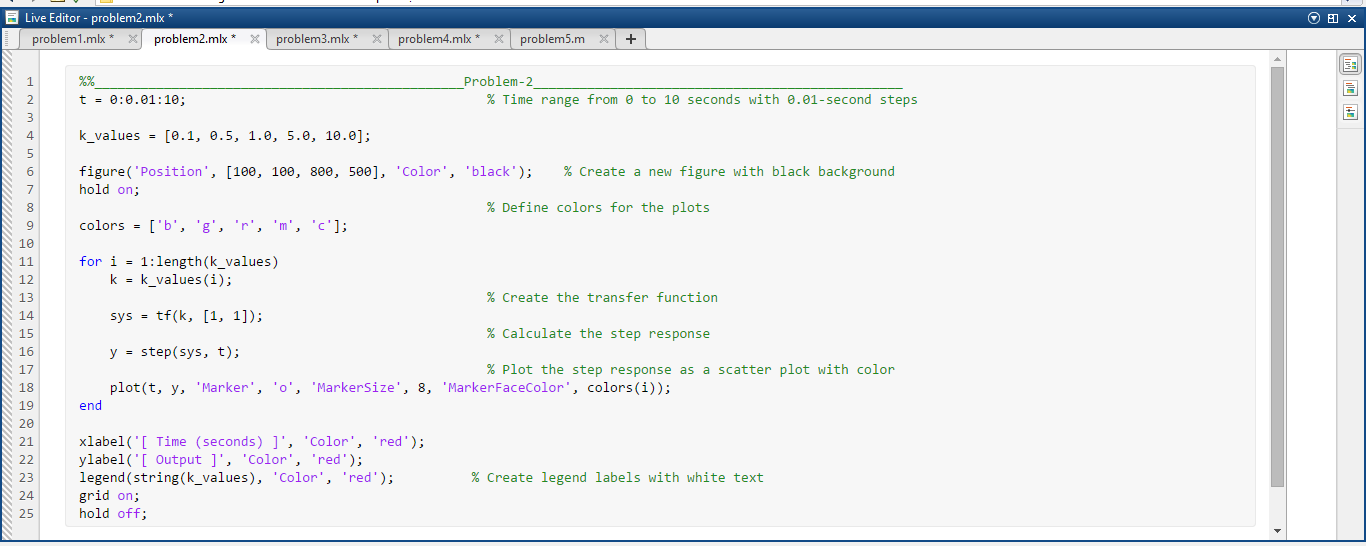 Live Editor - problem2.mlx *
problem1.mlx * problem2.mlx * problem3.mlx * problem4.mlx * problem5.m
1 %%________________________________________________Problem-2________________________________________________
2 t = 0:0.01:10; % Time range from 0 to 10 seconds with 0.01-second steps
3
4 k_values = [0.1, 0.5, 1.0, 5.0, 10.0];
5
6 figure('Position', [100, 100, 800, 500], 'Color', 'black'); % Create a new figure with black background
7 hold on;
8 % Define colors for the plots
9 colors = ['b', 'g', 'r', 'm', 'c'];
10
11 for i = 1:length(k_values)
12 k = k_values(i);
13 % Create the transfer function
14 sys = tf(k, [1, 1]);
15 % Calculate the step response
16 y = step(sys, t);
17 % Plot the step response as a scatter plot with color
18 plot(t, y, 'Marker', 'o', 'MarkerSize', 8, 'MarkerFaceColor', colors(i));
19 end
20
21 xlabel('[ Time (seconds) ]', 'Color', 'red');
22 ylabel('[ Output ]', 'Color', 'red');
23 legend(string(k_values), 'Color', 'red'); % Create legend labels with white text
24 grid on;
25 hold off;